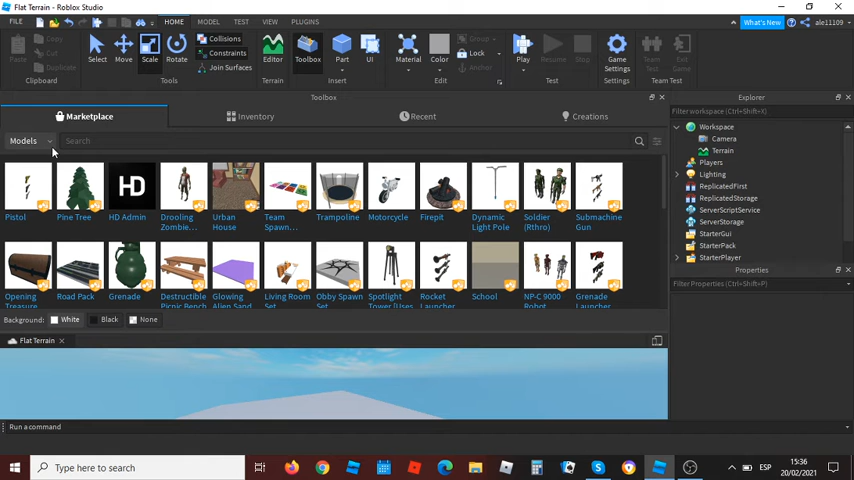 Flat Terrain - Roblox Studio
FILE HOME MODEL TEST VIEW PLUGINS What's New ale11109
Paste Copy Cut Duplicate Select Move Scale Rotate Collisions Constraints Join Surfaces Editor Toolbox Part UI Material Color Group Lock Anchor Play Resume Stop Game Settings Team Test Exit Game
Clipboard Tools Terrain Insert Edit Test Settings Team Test
Toolbox Explorer
Marketplace Inventory Recent Creations
Filter workspace (Ctrl+Shift+X)
Models Search
Workspace
Camera
Terrain
Players
Lighting
ReplicatedFirst
ReplicatedStorage
ServerScriptService
ServerStorage
StarterGui
StarterPack
StarterPlayer
HD
Pistol Pine Tree HD Admin Drooling Zombie... Urban House Team Spawn... Trampoline Motorcycle Firepit Dynamic Light Pole Soldier (Rthro) Submachine Gun
Opening Treasure Road Pack Grenade Destructible Picnic Bench Glowing Alien Sand Living Room Set Obby Spawn Set Spotlight Tower [Uses Rocket Launcher School NP-C 9000 Robot Grenade Launcher
Properties
Filter Properties (Ctrl+Shift+P)
Background: White Black None
Flat Terrain
Run a command
Type here to search
ESP
15:36
20/02/2021